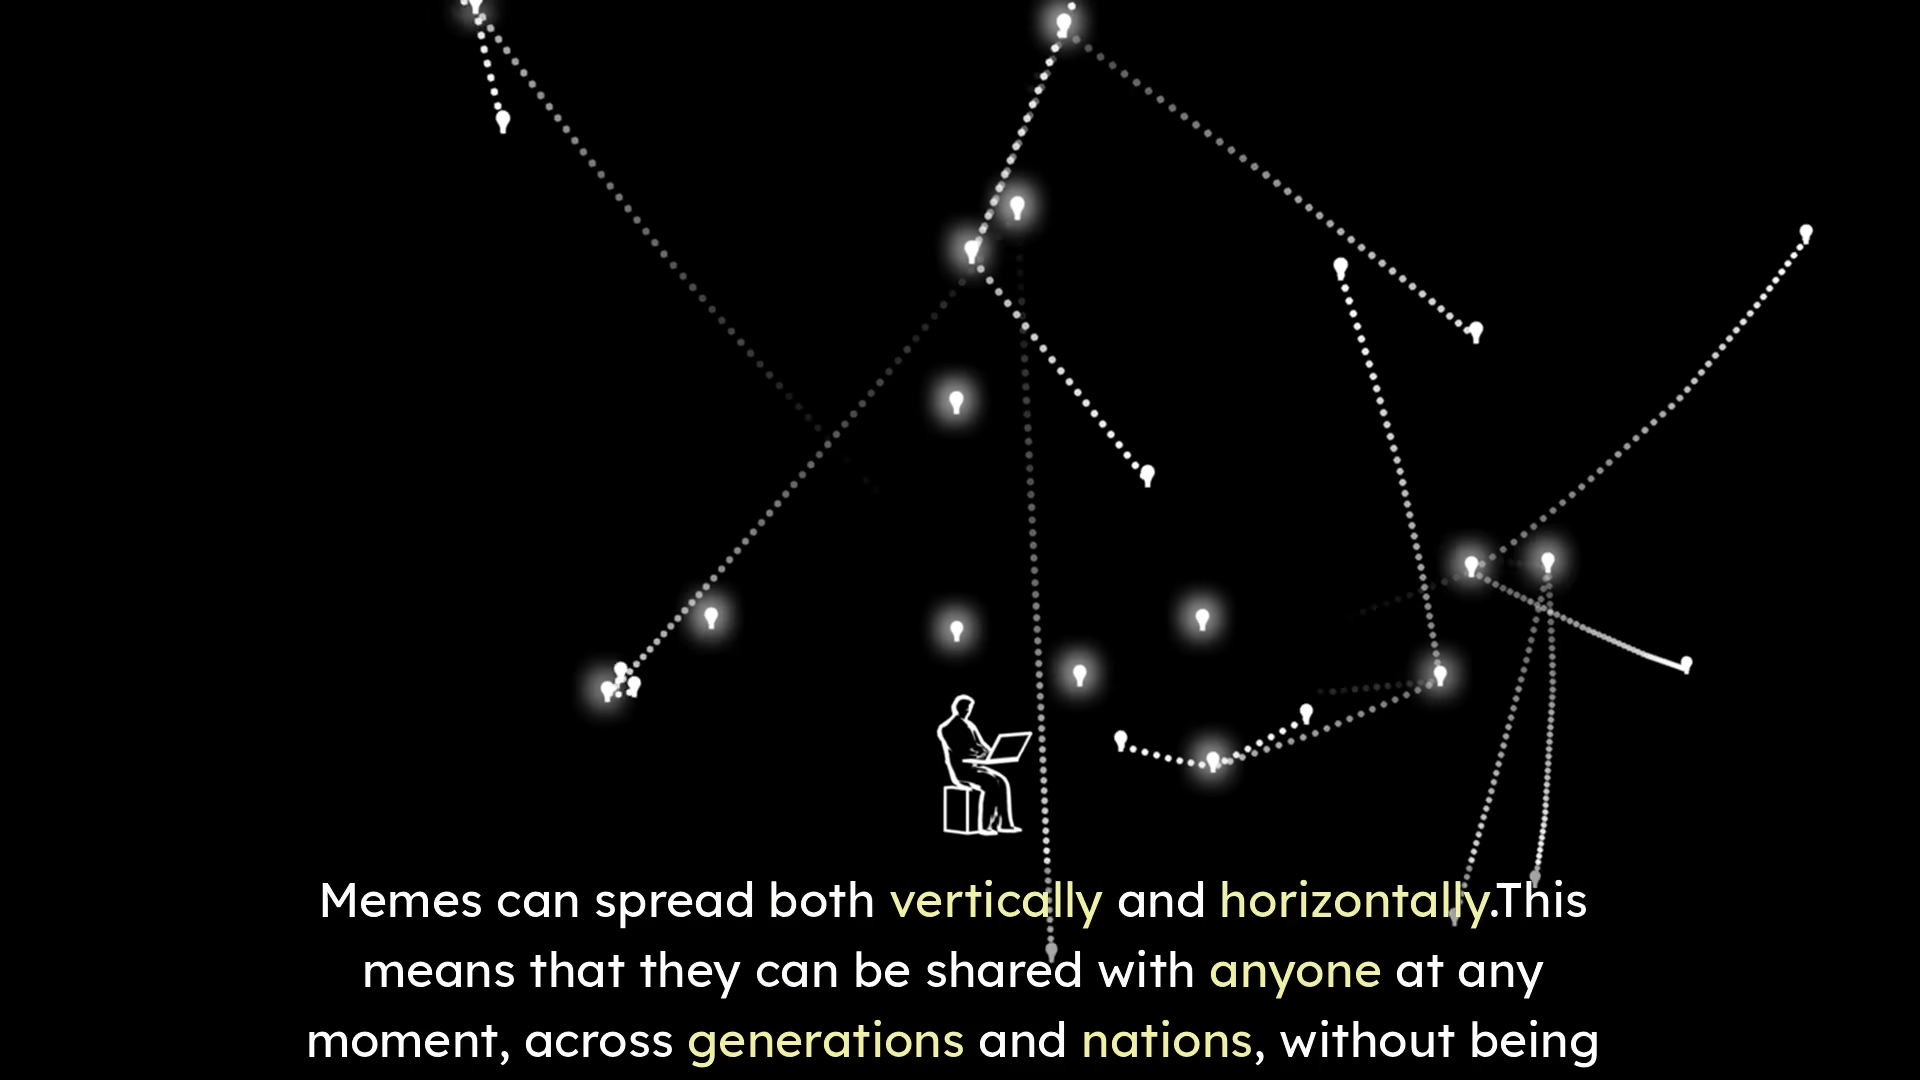 Memes can spread both vertically and horizontally.This
means that they can be shared with anyone at any
moment, across generations and nations, without being